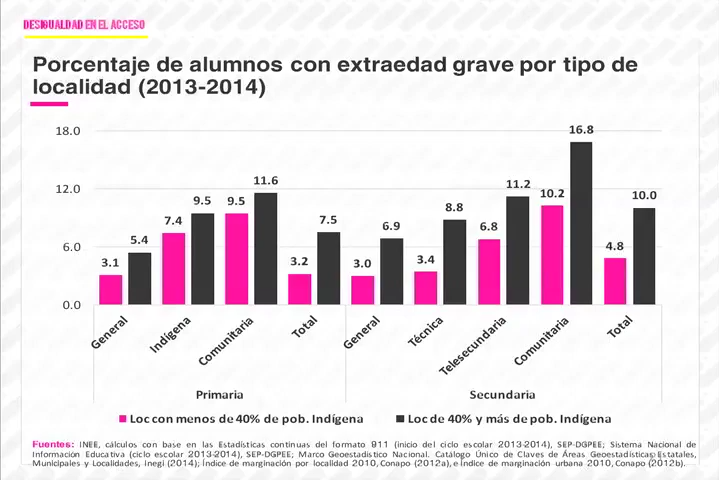 DESIGUALDAD EN EL ACCESO
Porcentaje de alumnos con extraedad grave por tipo de
localidad (2013-2014)
18.0
12.0
6.0
0.0
3.1
5.4
7.4
9.5
9.5
11.6
3.2
7.5
3.0
6.9
3.4
8.8
6.8
11.2
10.2
16.8
4.8
10.0
General
Indígena
Comunitaria
Total
General
Técnica
Telesecundaria
Comunitaria
Total
Primaria
Secundaria
Loc con menos de 40% de pob. Indígena
Loc de 40% y más de pob. Indígena
Fuentes: INEE, cálculos con base en las Estadísticas continuas del formato 911 (inicio del ciclo escolar 2013-2014), SEP-DGPEE; Sistema Nacional de
Información Educativa (ciclo escolar 2013-2014), SEP-DGPEE; Marco Geoestadístico Nacional. Catálogo Único de Claves de Áreas Geoestadísticas Estatales,
Municipales y Localidades, Inegi (2014); Índice de marginación por localidad 2010, Conapo (2012a), e índice de marginación urbana 2010, Conapo (2012b).